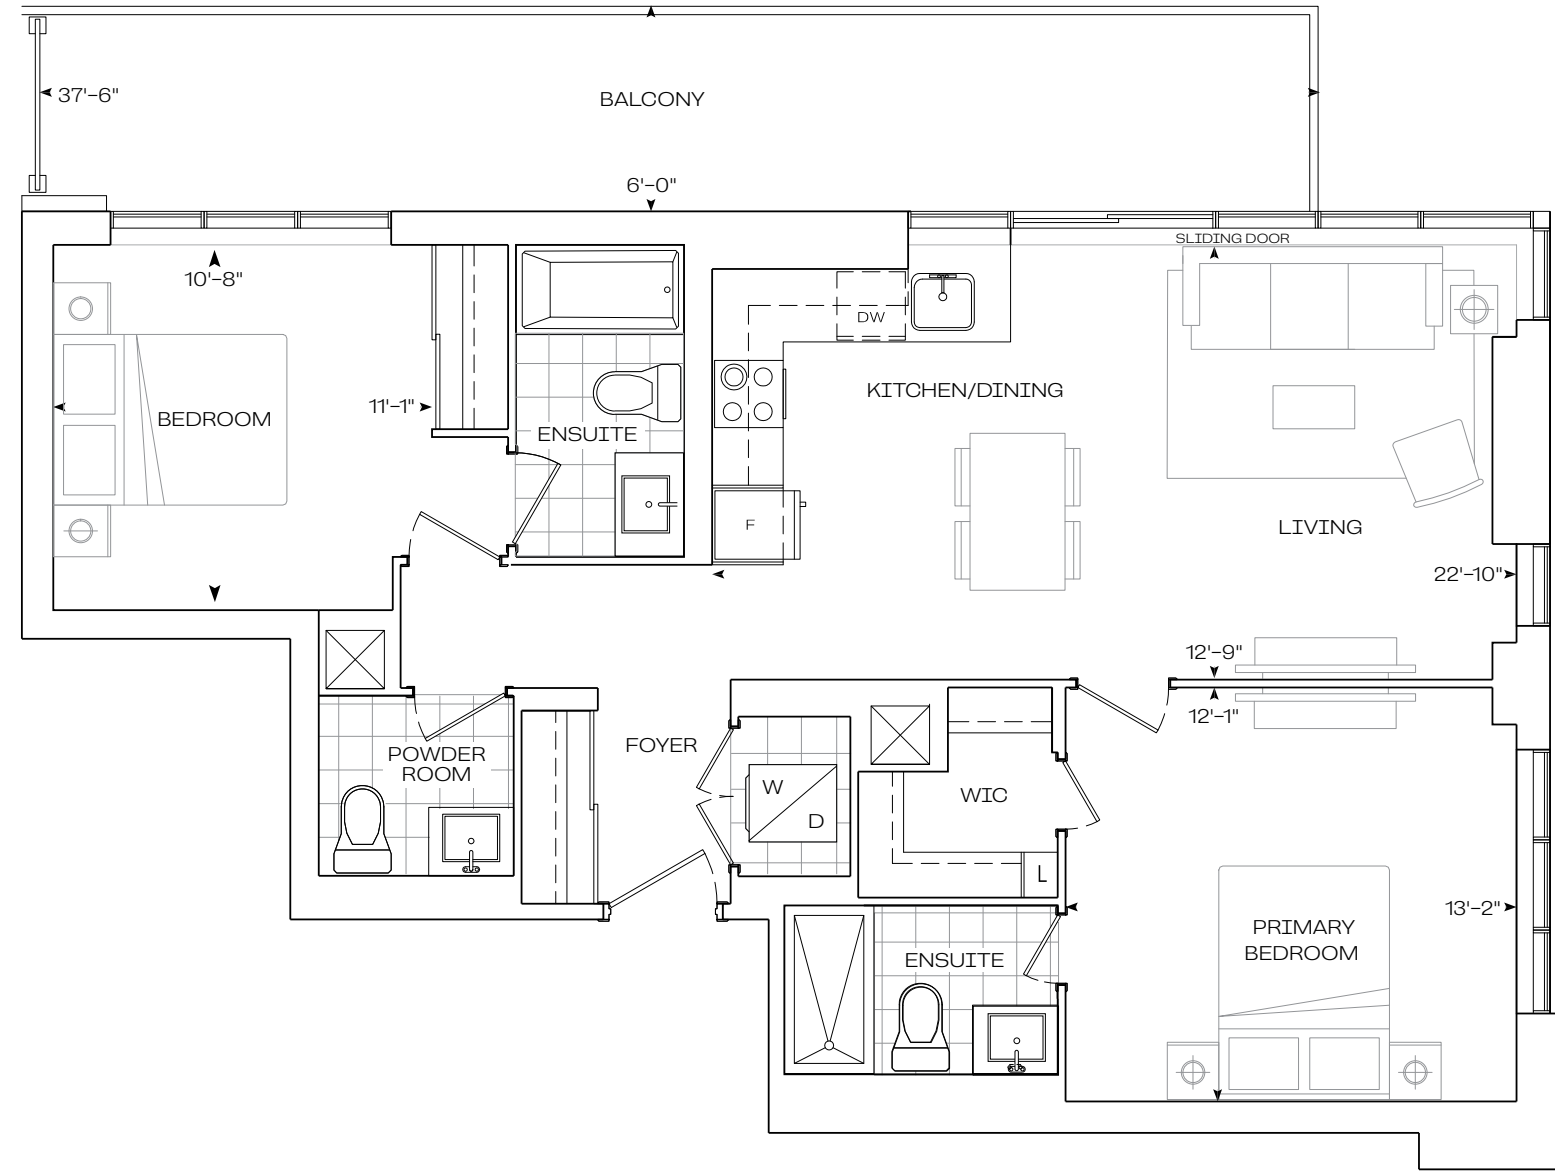 37'-6"
BALCONY
6'-0"
SLIDING DOOR
10'-8"
DW
KITCHEN/DINING
11'-1"
BEDROOM
ENSUITE
F
LIVING
22'-10"
12'-9"
12'-1"
FOYER
POWDER
ROOM
W
D
WIC
L
13'-2"
PRIMARY
BEDROOM
ENSUITE